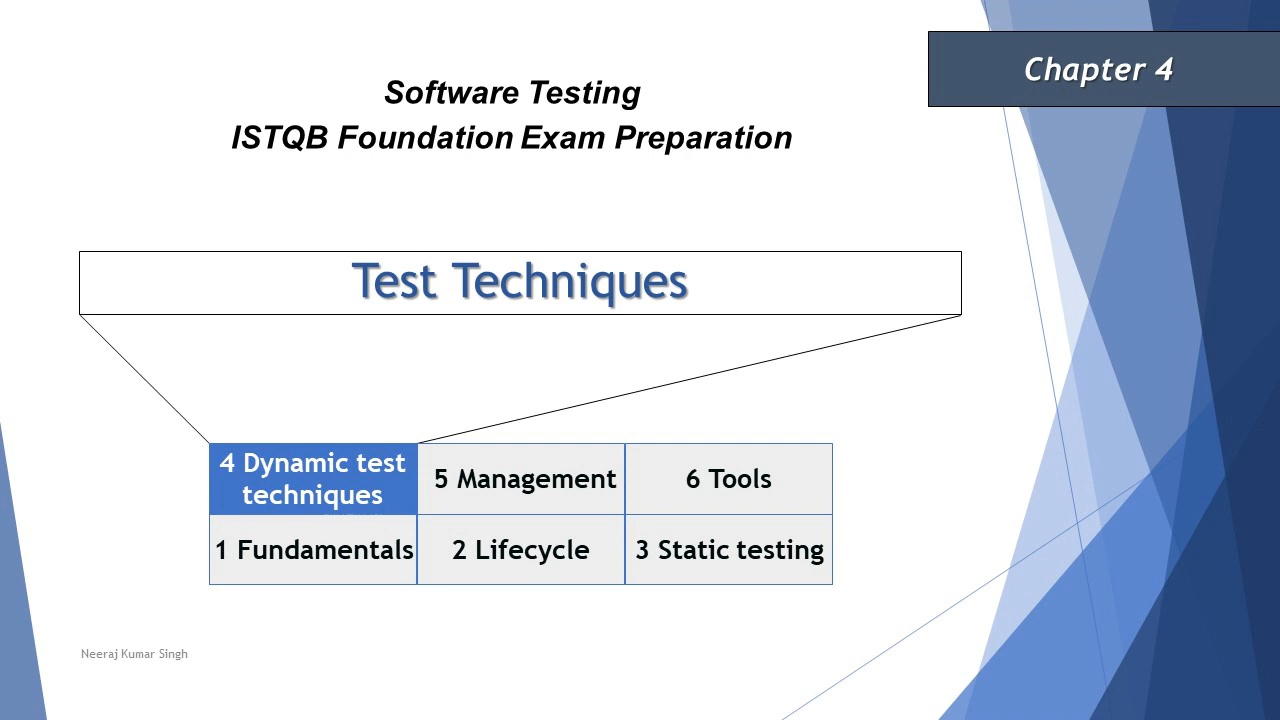 Chapter 4
Software Testing
ISTQB Foundation Exam Preparation
Test Techniques
4 Dynamic test
techniques
5 Management
6 Tools
1 Fundamentals
2 Lifecycle
3 Static testing
Neeraj Kumar Singh